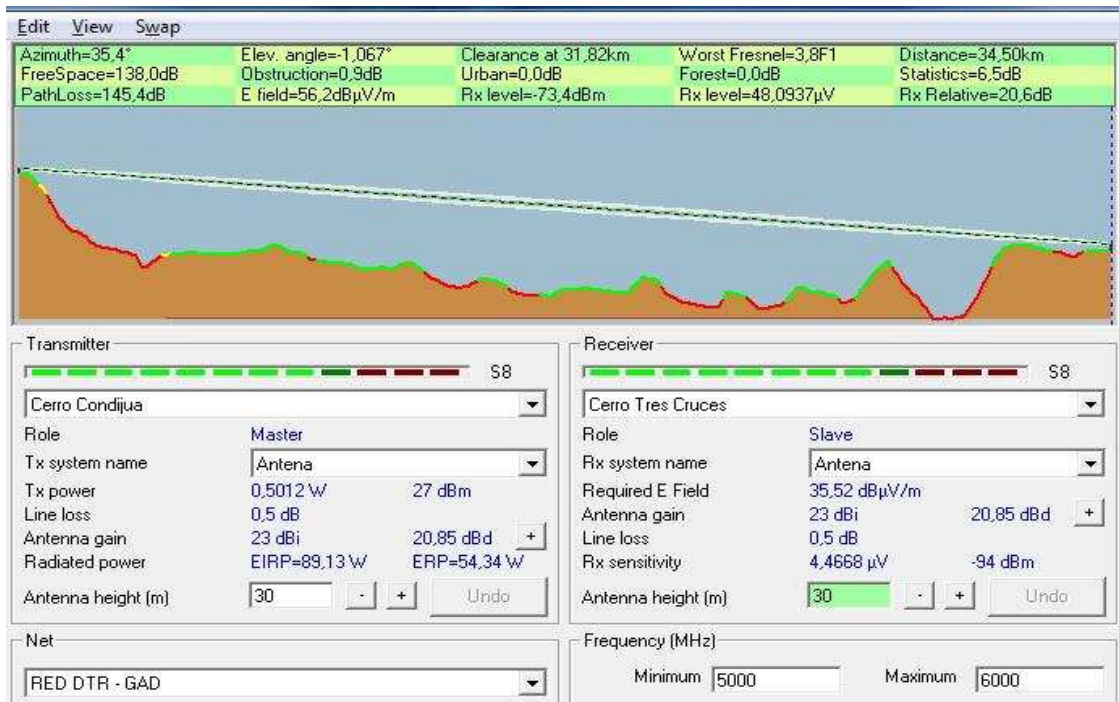 Edit View Swap
Azimuth=35,4° Elev. angle=-1,067° Clearance at 31,82km Worst Fresnel=3,8F1 Distance=34,50km
FreeSpace=138,0dB Obstruction=0,9dB Urban=0,0dB Forest=0,0dB Statistics=6,5dB
PathLoss=145,4dB E field=56,2dBµV/m Rx level=-73,4dBm Rx level=48,0937µV Rx Relative=20,6dB
Transmitter
S8
Cerro Condijua
Role Master
Tx system name Antena
Tx power 0,5012 W 27 dBm
Line loss 0,5 dB
Antenna gain 23 dBi 20,85 dBd +
Radiated power EIRP=89,13 W ERP=54,34 W
Antenna height (m) 30 - + Undo
Net
RED DTR - GAD
Receiver
S8
Cerro Tres Cruces
Role Slave
Rx system name Antena
Required E Field 35,52 dBµV/m
Antenna gain 23 dBi 20,85 dBd +
Line loss 0,5 dB
Rx sensitivity 4,4668 µV -94 dBm
Antenna height (m) 30 - + Undo
Frequency (MHz)
Minimum 5000 Maximum 6000